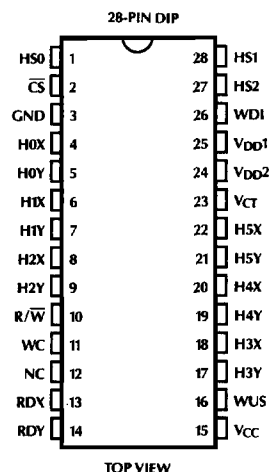 28-PIN DIP
HS0 1 28 HS1
C̅S̅ 2 27 HS2
GND 3 26 WDI
H0X 4 25 VDD1
H0Y 5 24 VDD2
H1X 6 23 VCT
H1Y 7 22 H5X
H2X 8 21 H5Y
H2Y 9 20 H4X
R/W̅ 10 19 H4Y
WC 11 18 H3X
NC 12 17 H3Y
RDX 13 16 WUS
RDY 14 15 VCC
TOP VIEW